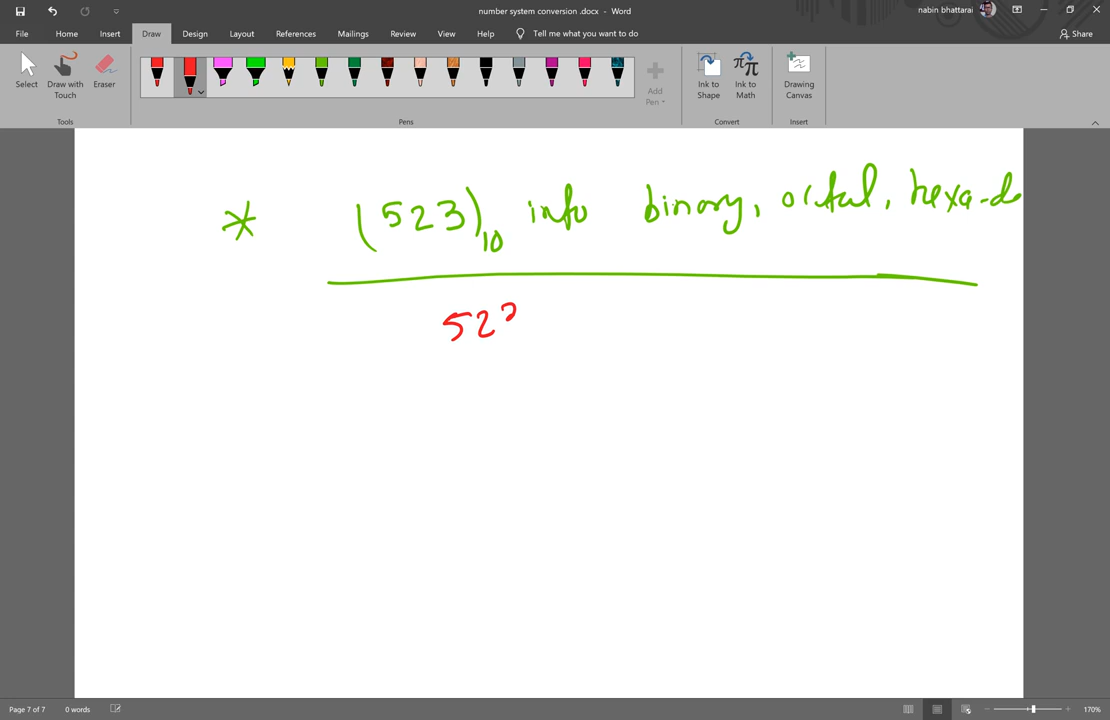 number system conversion .docx - Word
nabin bhattarai
File Home Insert Draw Design Layout References Mailings Review View Help Tell me what you want to do Share
Select Draw with Touch Eraser Add Pen Ink to Shape Ink to Math Drawing Canvas
Tools Pens Convert Insert
* (523)10 into binary, octal, hexa-de
523
Page 7 of 7 0 words 170%